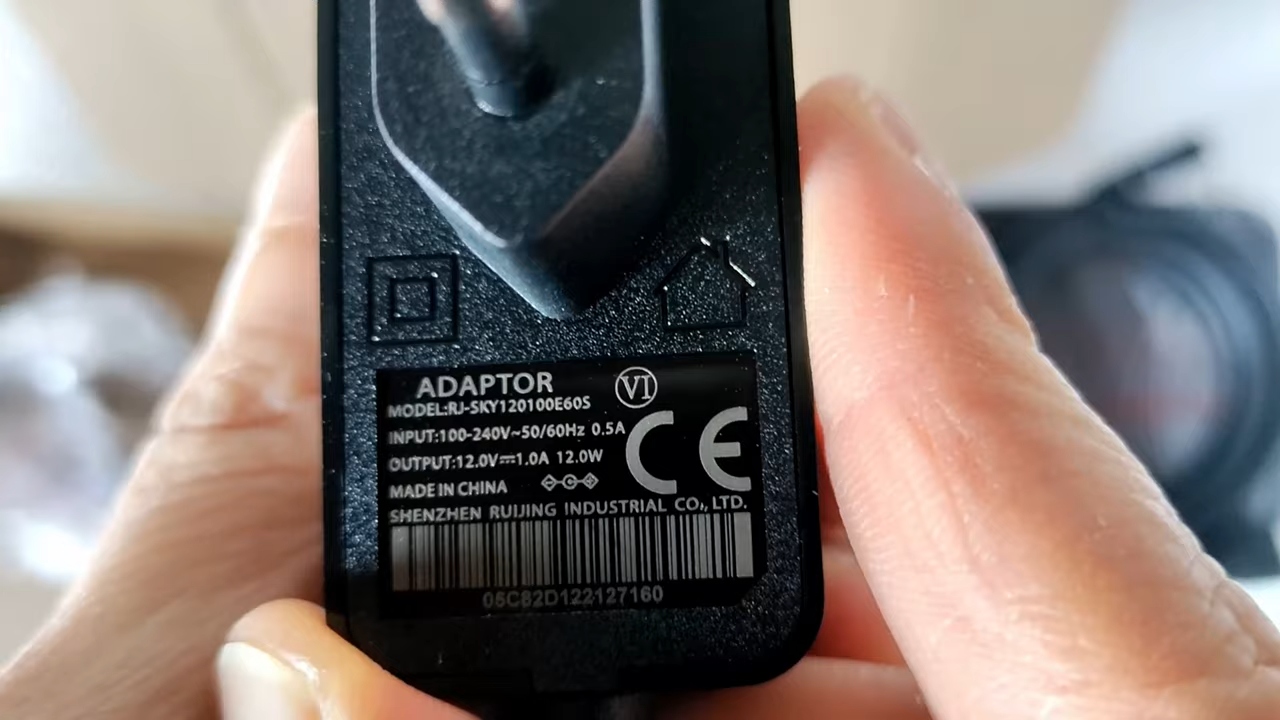 ADAPTOR VI
MODEL:RJ-SKY120100E60S
INPUT:100-240V~50/60Hz 0.5A
OUTPUT:12.0V⎓1.0A 12.0W
CE
MADE IN CHINA
SHENZHEN RUIJING INDUSTRIAL CO., LTD.
05C82D122127160